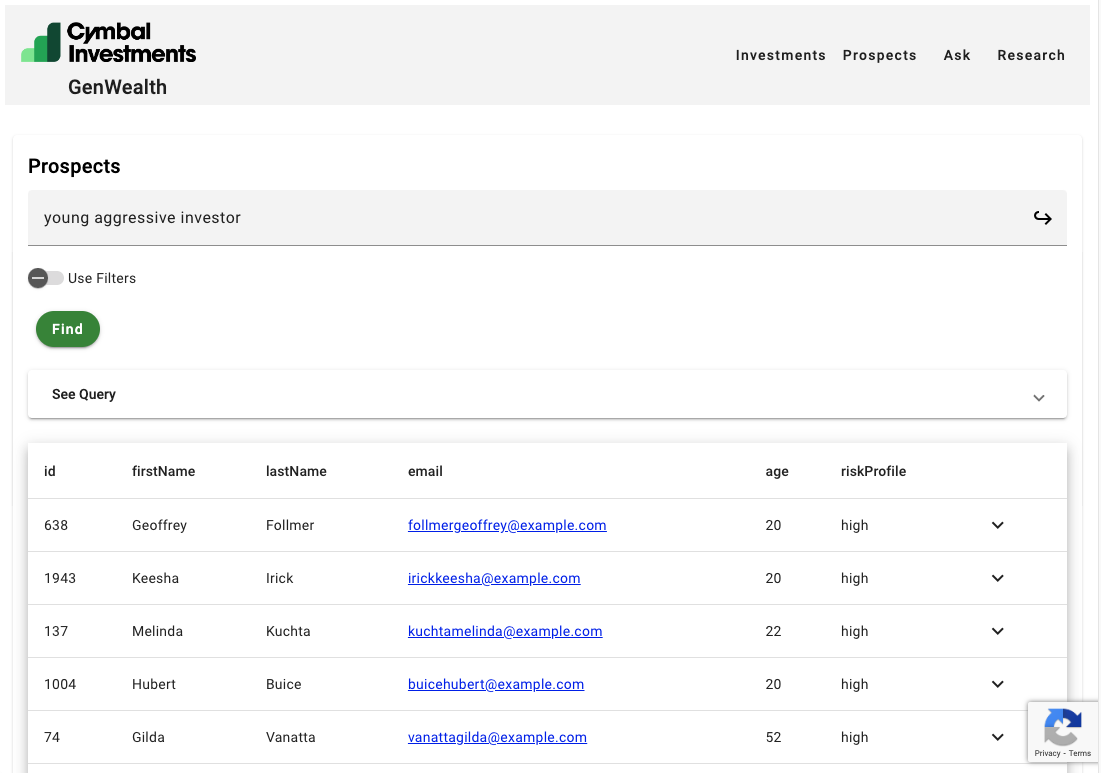 Cymbal
Investments
GenWealth
Investments Prospects Ask Research
Prospects
young aggressive investor
Use Filters
Find
See Query
id firstName lastName email age riskProfile
638 Geoffrey Follmer follmergeoffrey@example.com 20 high
1943 Keesha Irick irickkeesha@example.com 20 high
137 Melinda Kuchta kuchtamelinda@example.com 22 high
1004 Hubert Buice buicehubert@example.com 20 high
74 Gilda Vanatta vanattagilda@example.com 52 high
Privacy - Terms